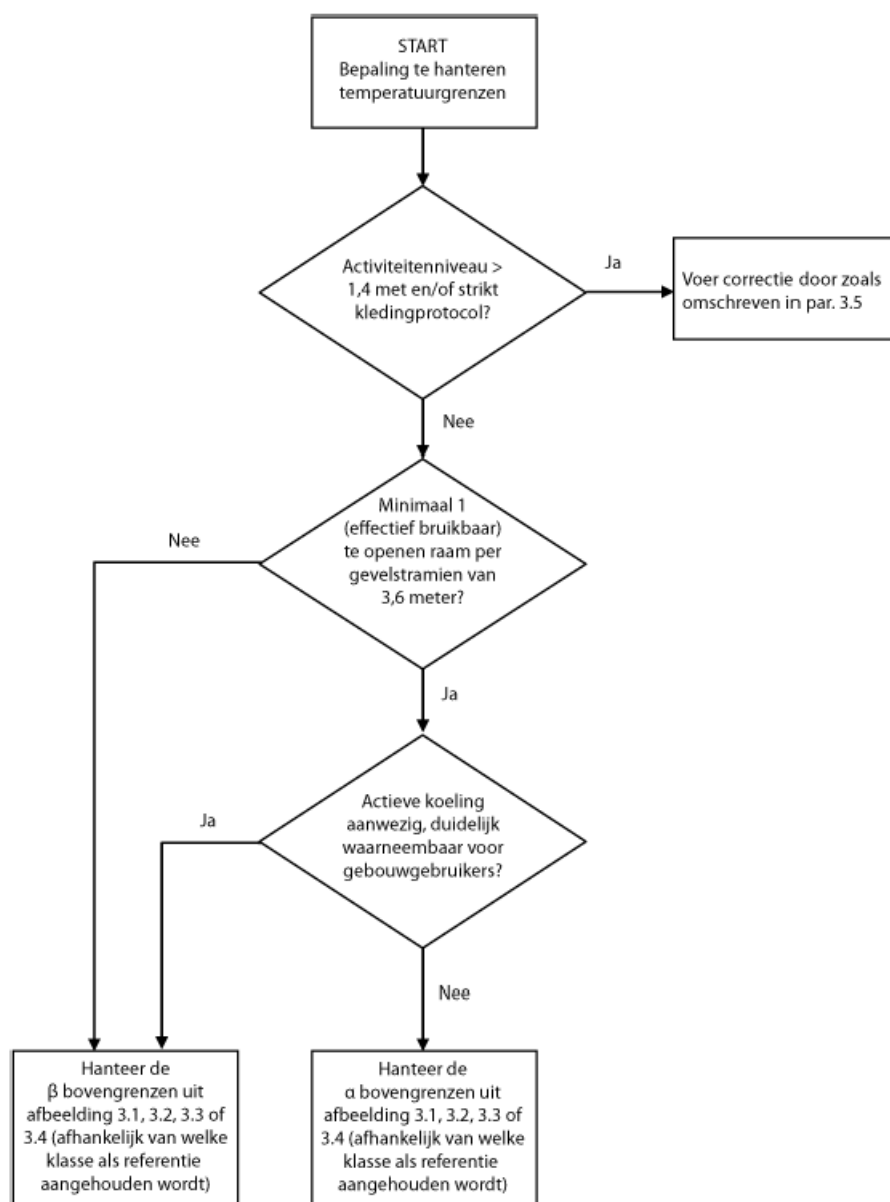 START
Bepaling te hanteren
temperatuurgrenzen
Activiteitenniveau >
1,4 met en/of strikt
kledingprotocol?
Ja
Voer correctie door zoals
omschreven in par. 3.5
Nee
Minimaal 1
(effectief bruikbaar)
te openen raam per
gevelstramien van
3,6 meter?
Nee
Ja
Actieve koeling
aanwezig, duidelijk
waarneembaar voor
gebouwgebruikers?
Ja
Nee
Hanteer de
β bovengrenzen uit
afbeelding 3.1, 3.2, 3.3 of
3.4 (afhankelijk van welke
klasse als referentie
aangehouden wordt)
Hanteer de
α bovengrenzen uit
afbeelding 3.1, 3.2, 3.3 of
3.4 (afhankelijk van welke
klasse als referentie
aangehouden wordt)